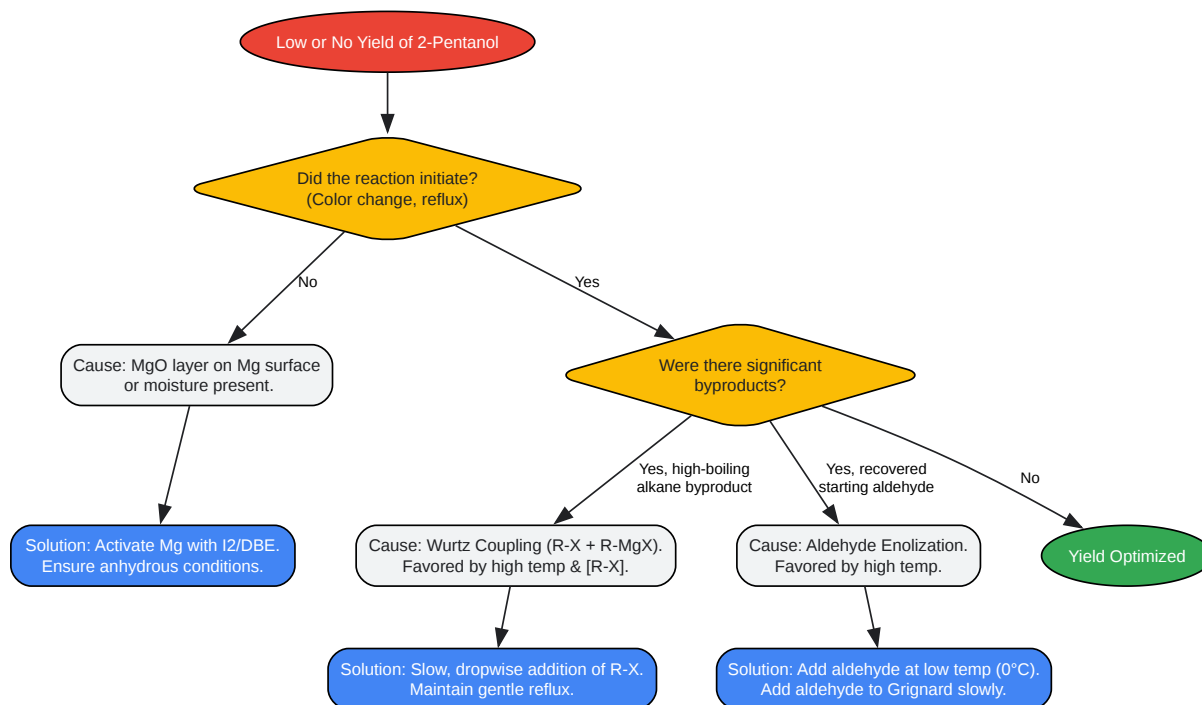 Low or No Yield of 2-Pentanol
Did the reaction initiate?
(Color change, reflux)
No
Yes
Cause: MgO layer on Mg surface
or moisture present.
Were there significant
byproducts?
Yes, high-boiling
alkane byproduct
Yes, recovered
starting aldehyde
No
Solution: Activate Mg with I2/DBE.
Ensure anhydrous conditions.
Cause: Wurtz Coupling (R-X + R-MgX).
Favored by high temp & [R-X].
Cause: Aldehyde Enolization.
Favored by high temp.
Yield Optimized
Solution: Slow, dropwise addition of R-X.
Maintain gentle reflux.
Solution: Add aldehyde at low temp (0°C).
Add aldehyde to Grignard slowly.